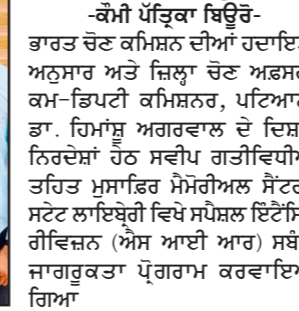 -ਕੌਮੀ ਪੱਤ੍ਰਿਕਾ ਬਿਊਰੋ-
ਭਾਰਤ ਚੋਣ ਕਮਿਸ਼ਨ ਦੀਆਂ ਹਦਾਇ
ਅਨੁਸਾਰ ਅਤੇ ਜ਼ਿਲ੍ਹਾ ਚੋਣ ਅਫ਼ਸ
ਕਮ-ਡਿਪਟੀ ਕਮਿਸ਼ਨਰ, ਪਟਿਆ
ਡਾ. ਹਿਮਾਂਸ਼ੂ ਅਗਰਵਾਲ ਦੇ ਦਿਸ਼
ਨਿਰਦੇਸ਼ਾਂ ਹੇਠ ਸਵੀਪ ਗਤੀਵਿਧੀ
ਤਹਿਤ ਮੁਸਾਫ਼ਿਰ ਮੈਮੋਰੀਅਲ ਸੈਂਟਰ
ਸਟੇਟ ਲਾਇਬ੍ਰੇਰੀ ਵਿਖੇ ਸਪੈਸ਼ਲ ਇੰਟੈਂਸਿ
ਰੀਵਿਜ਼ਨ (ਐਸ ਆਈ ਆਰ) ਸਬੰ
ਜਾਗਰੂਕਤਾ ਪ੍ਰੋਗਰਾਮ ਕਰਵਾਇ
ਗਿਆ